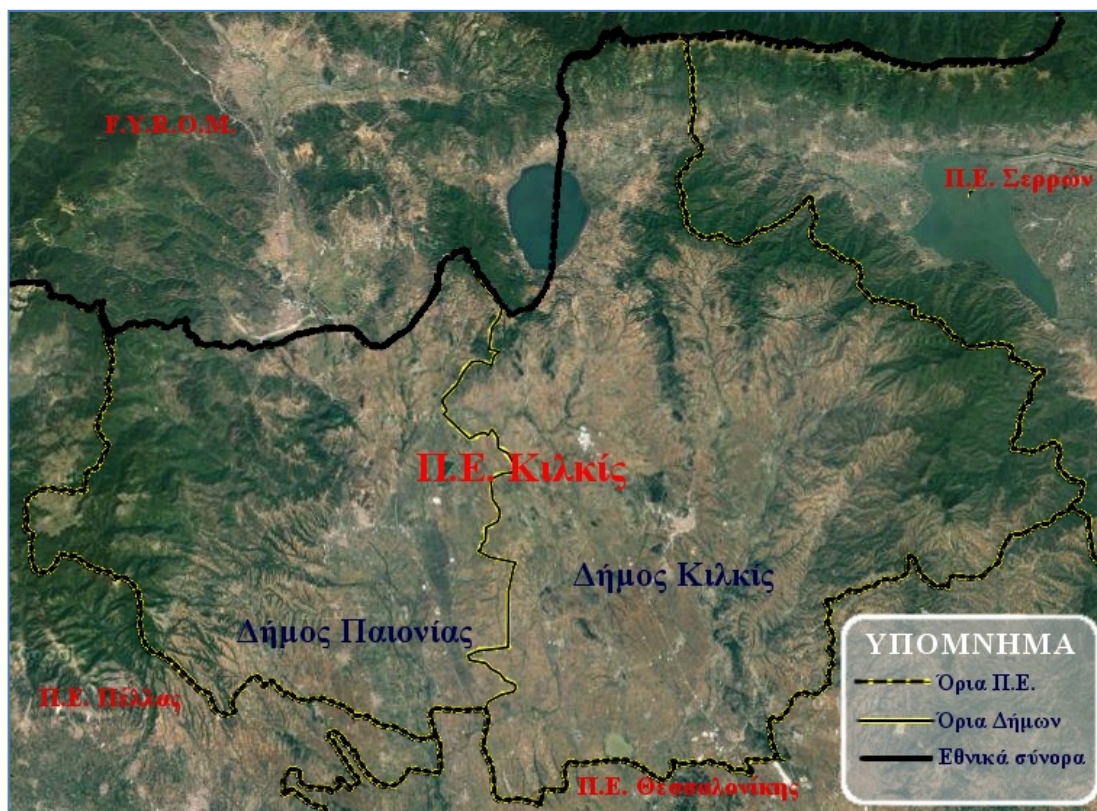 F.Y.R.O.M.
Π.Ε. Σερρών
Π.Ε. Κιλκίς
Δήμος Κιλκίς
Δήμος Παιονίας
Π.Ε. Πέλλας
Π.Ε. Θεσσαλονίκης
ΥΠΟΜΝΗΜΑ
Όρια Π.Ε.
Όρια Δήμων
Εθνικά σύνορα